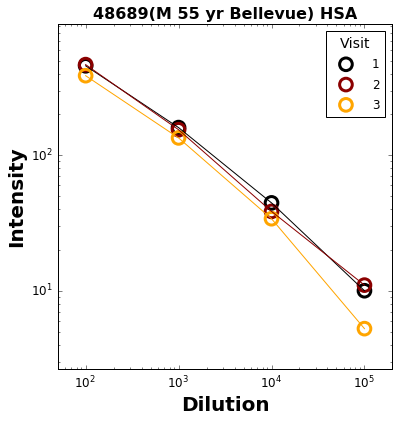 48689(M 55 yr Bellevue) HSA
Visit
1
2
3
10²
10¹
Intensity
10²
10³
10⁴
10⁵
Dilution